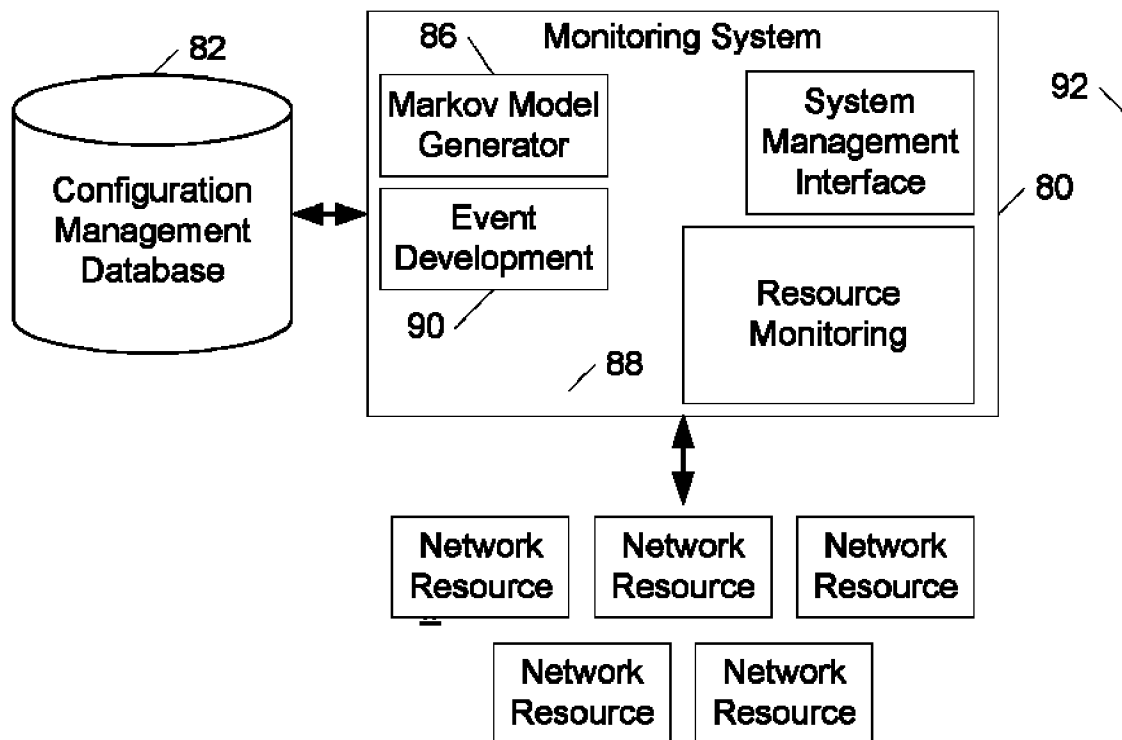 82
Configuration
Management
Database
Monitoring System
86
Markov Model
Generator
Event
Development
90
System
Management
Interface
92
80
Resource
Monitoring
88
Network
Resource
Network
Resource
Network
Resource
Network
Resource
Network
Resource